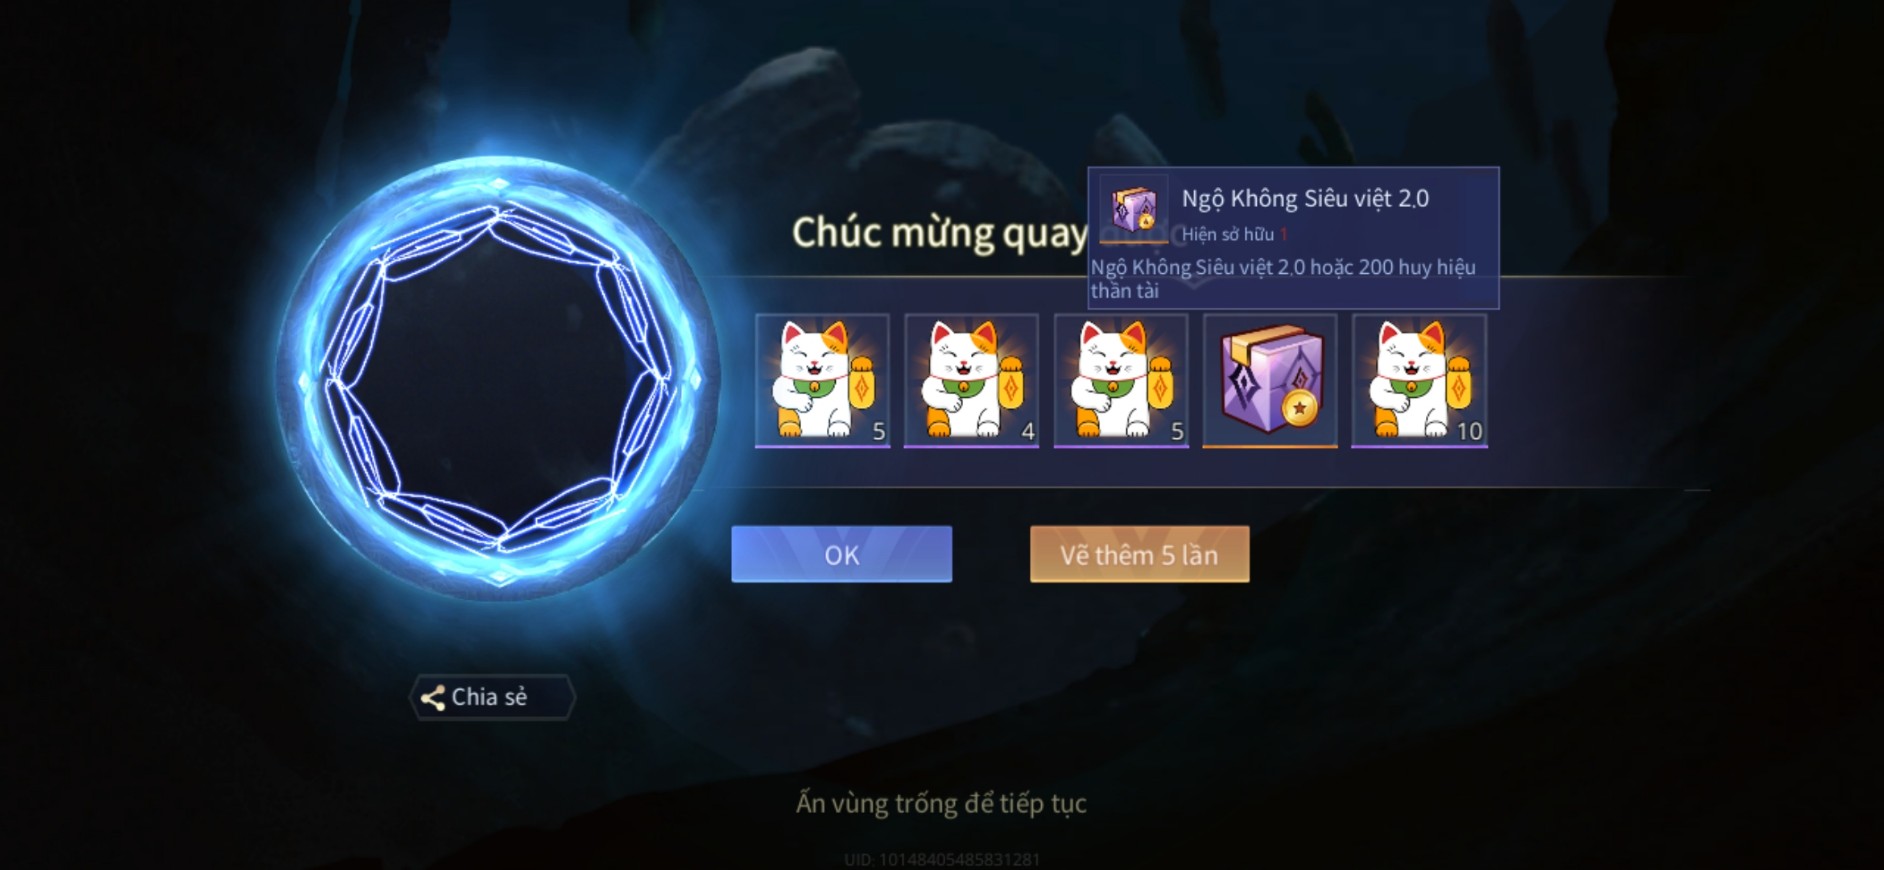 Ngộ Không Siêu việt 2.0
Hiện sở hữu 1
Ngộ Không Siêu việt 2.0 hoặc 200 huy hiệu
thần tài
Chúc mừng quay
5
4
5
10
OK
Vẽ thêm 5 lần
Chia sẻ
Ấn vùng trống để tiếp tục
UID: 10148405485831281